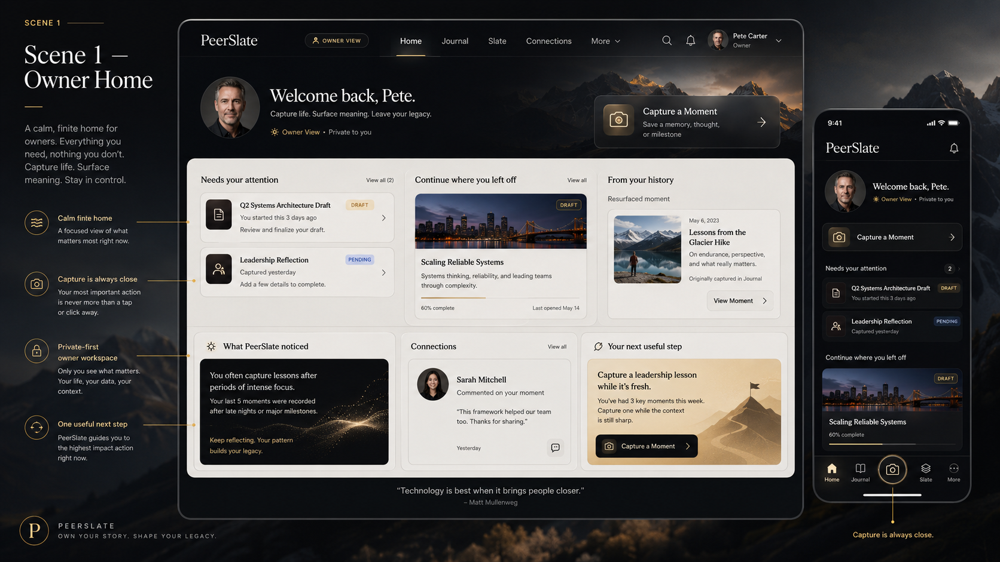 SCENE 1
Scene 1 —
Owner Home
A calm, finite home for
owners. Everything you
need, nothing you don't.
Capture life. Surface
meaning. Stay in control.
Calm finte home
A focused view of what
matters most right now.
Capture is always close
Your most important action
is never more than a tap
or click away.
Private-first
owner workspace
Only you see what matters.
Your life, your data, your
context.
One useful next step
PeerSlate guides you to
the highest impact action
right now.
P
PEERSLATE
OWN YOUR STORY. SHAPE YOUR LEGACY.
PeerSlate
OWNER VIEW
Home
Journal
Slate
Connections
More
Pete Carter
Owner
Welcome back, Pete.
Capture life. Surface meaning. Leave your legacy.
Owner View • Private to you
Capture a Moment
Save a memory, thought,
or milestone
Needs your attention
View all (2)
Q2 Systems Architecture Draft
DRAFT
You started this 3 days ago
Review and finalize your draft.
Leadership Reflection
PENDING
Captured yesterday
Add a few details to complete.
Continue where you left off
View all
DRAFT
Scaling Reliable Systems
Systems thinking, reliability, and leading teams
through complexity.
60% complete
Last opened May 14
From your history
Resurfaced moment
May 6, 2023
Lessons from the
Glacier Hike
On endurance, perspective,
and what really matters.
Originally captured in Journal
View Moment
What PeerSlate noticed
You often capture lessons after
periods of intense focus.
Your last 5 moments were recorded
after late nights or major milestones.
Keep reflecting. Your pattern
builds your legacy.
Connections
View all
Sarah Mitchell
Commented on your moment
"This framework helped our team
too. Thanks for sharing."
Yesterday
Your next useful step
Capture a leadership lesson
while it's fresh.
You've had 3 key moments this week.
Capture one while the context
is still sharp.
Capture a Moment
"Technology is best when it brings people closer."
– Matt Mullenweg
9:41
PeerSlate
Welcome back, Pete.
Owner View • Private to you
Capture a Moment
Needs your attention
2
Q2 Systems Architecture Draft
DRAFT
You started this 3 days ago
Leadership Reflection
PENDING
Captured yesterday
Continue where you left off
DRAFT
Scaling Reliable Systems
60% complete
Home
Journal
Slate
More
Capture is always close.